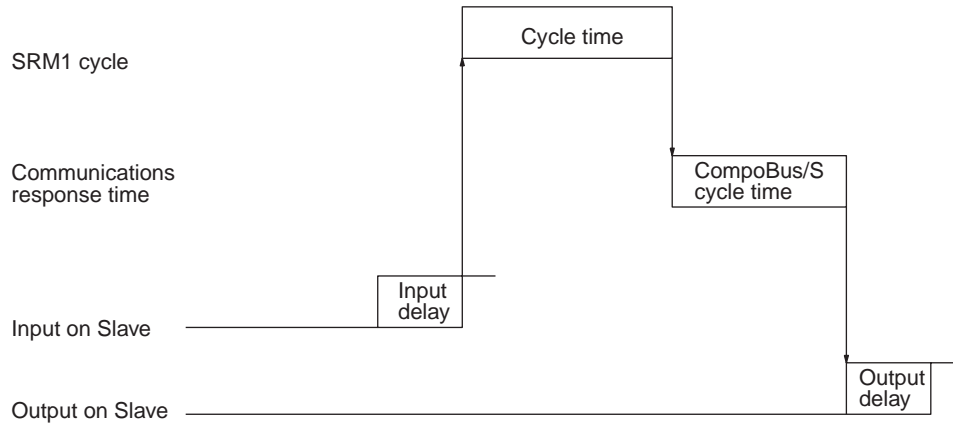 Cycle time
SRM1 cycle
Communications
response time
CompoBus/S
cycle time
Input
delay
Input on Slave
Output
delay
Output on Slave